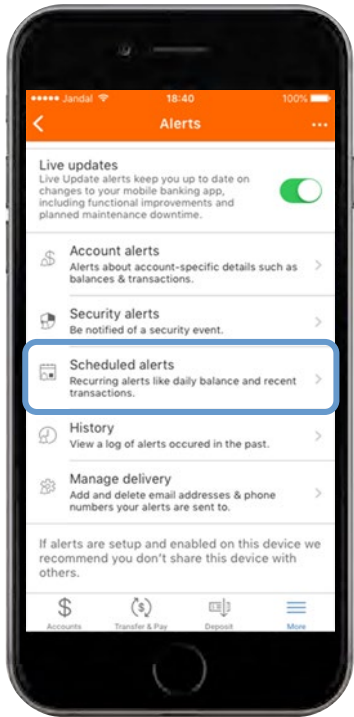 Jandal 18:40 100%
Alerts
Live updates
Live Update alerts keep you up to date on
changes to your mobile banking app,
including functional improvements and
planned maintenance downtime.
Account alerts
Alerts about account-specific details such as
balances & transactions.
Security alerts
Be notified of a security event.
Scheduled alerts
Recurring alerts like daily balance and recent
transactions.
History
View a log of alerts occured in the past.
Manage delivery
Add and delete email addresses & phone
numbers your alerts are sent to.
If alerts are setup and enabled on this device we
recommend you don't share this device with
others.
Accounts Transfer & Pay Deposit More